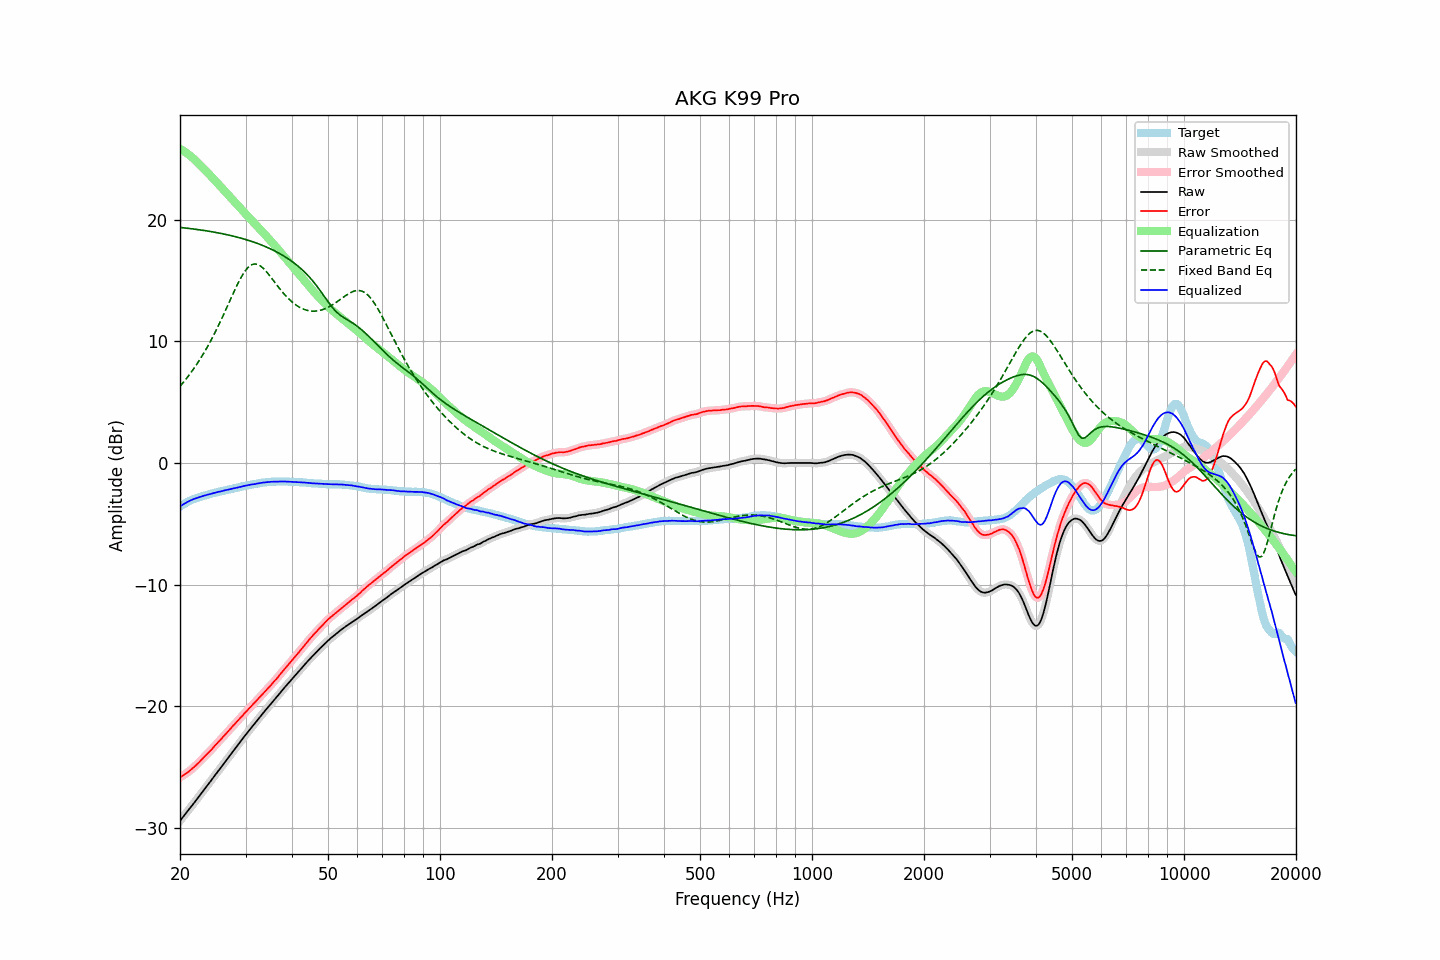 AKG K99 Pro
Target
Raw Smoothed
Error Smoothed
Raw
Error
Equalization
Parametric Eq
Fixed Band Eq
Equalized
Amplitude (dBr)
20
10
0
−10
−20
−30
20 50 100 200 500 1000 2000 5000 10000 20000
Frequency (Hz)